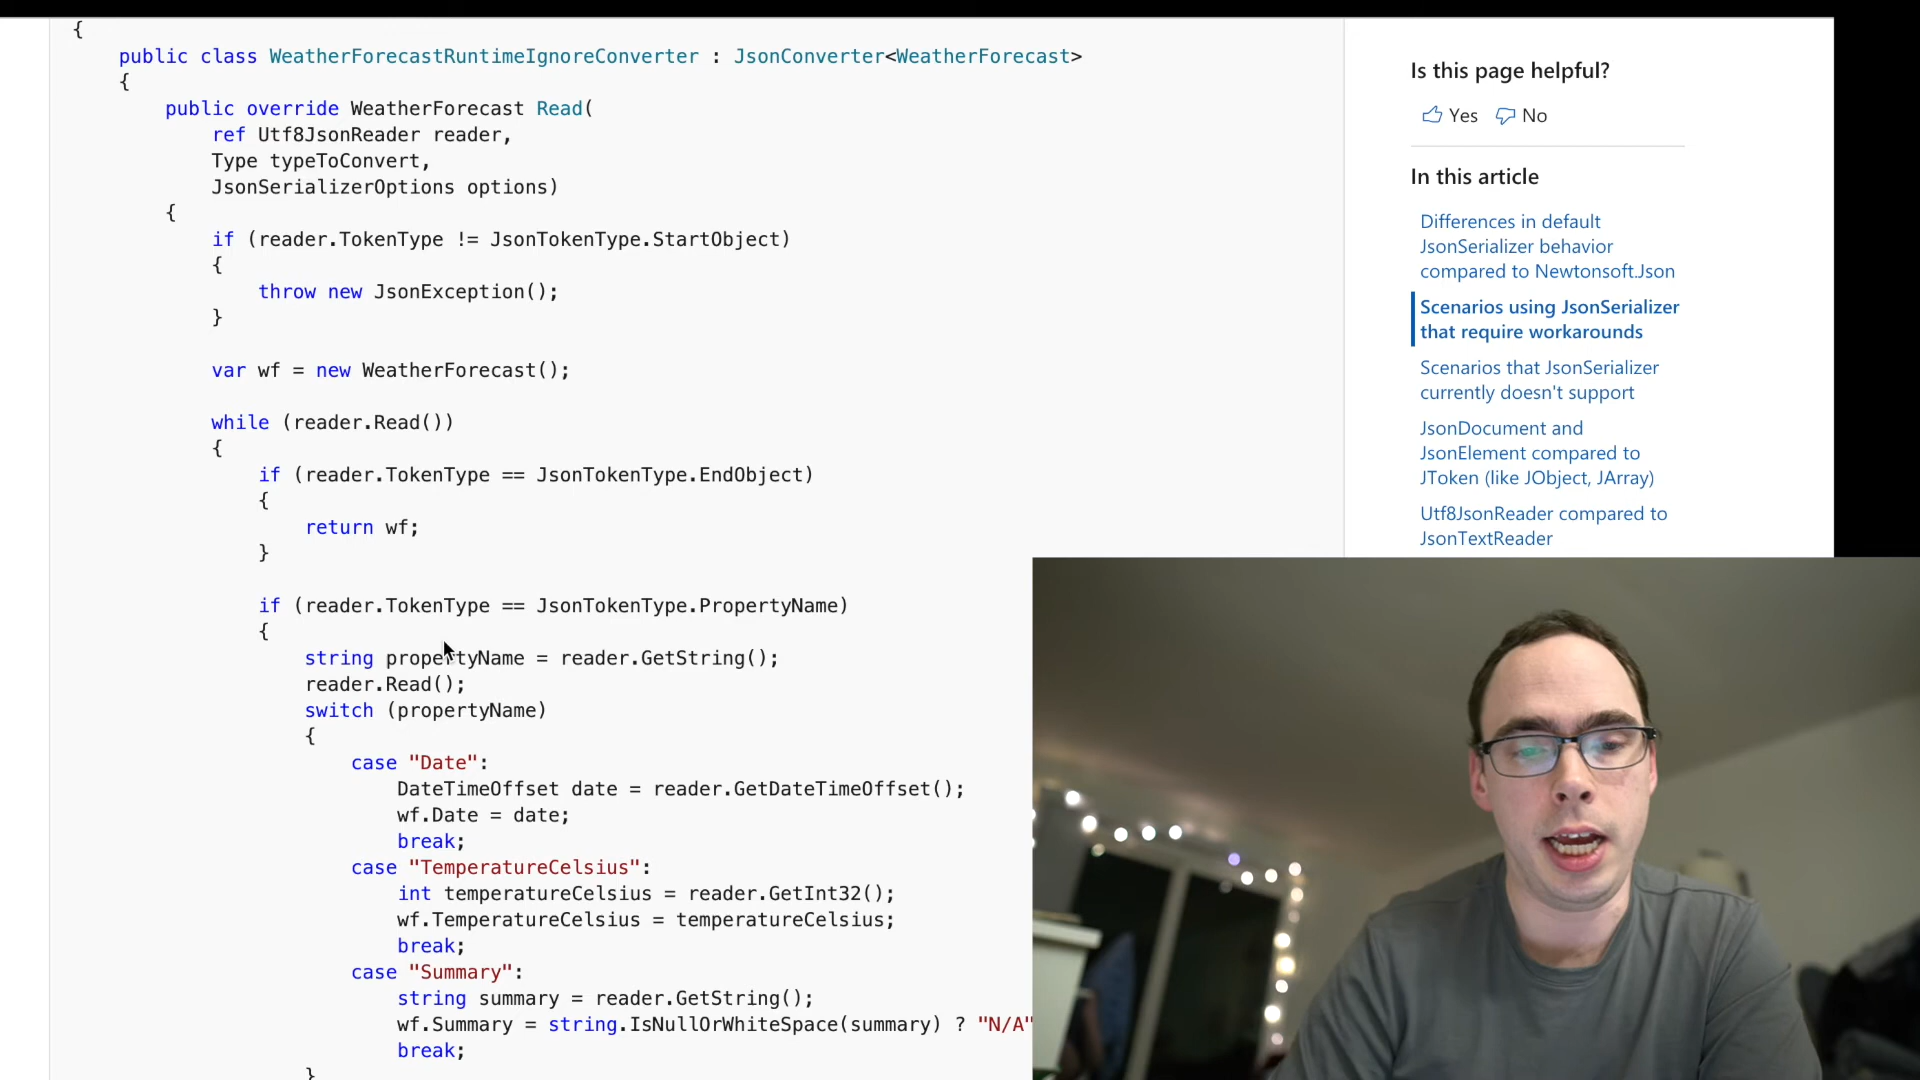 {
public class WeatherForecastRuntimeIgnoreConverter : JsonConverter<WeatherForecast>
{
public override WeatherForecast Read(
ref Utf8JsonReader reader,
Type typeToConvert,
JsonSerializerOptions options)
{
if (reader.TokenType != JsonTokenType.StartObject)
{
throw new JsonException();
}
var wf = new WeatherForecast();
while (reader.Read())
{
if (reader.TokenType == JsonTokenType.EndObject)
{
return wf;
}
if (reader.TokenType == JsonTokenType.PropertyName)
{
string propertyName = reader.GetString();
reader.Read();
switch (propertyName)
{
case "Date":
DateTimeOffset date = reader.GetDateTimeOffset();
wf.Date = date;
break;
case "TemperatureCelsius":
int temperatureCelsius = reader.GetInt32();
wf.TemperatureCelsius = temperatureCelsius;
break;
case "Summary":
string summary = reader.GetString();
wf.Summary = string.IsNullOrWhiteSpace(summary) ? "N/A"
break;
}
Is this page helpful?
Yes No
In this article
Differences in default
JsonSerializer behavior
compared to Newtonsoft.Json
Scenarios using JsonSerializer
that require workarounds
Scenarios that JsonSerializer
currently doesn't support
JsonDocument and
JsonElement compared to
JToken (like JObject, JArray)
Utf8JsonReader compared to
JsonTextReader